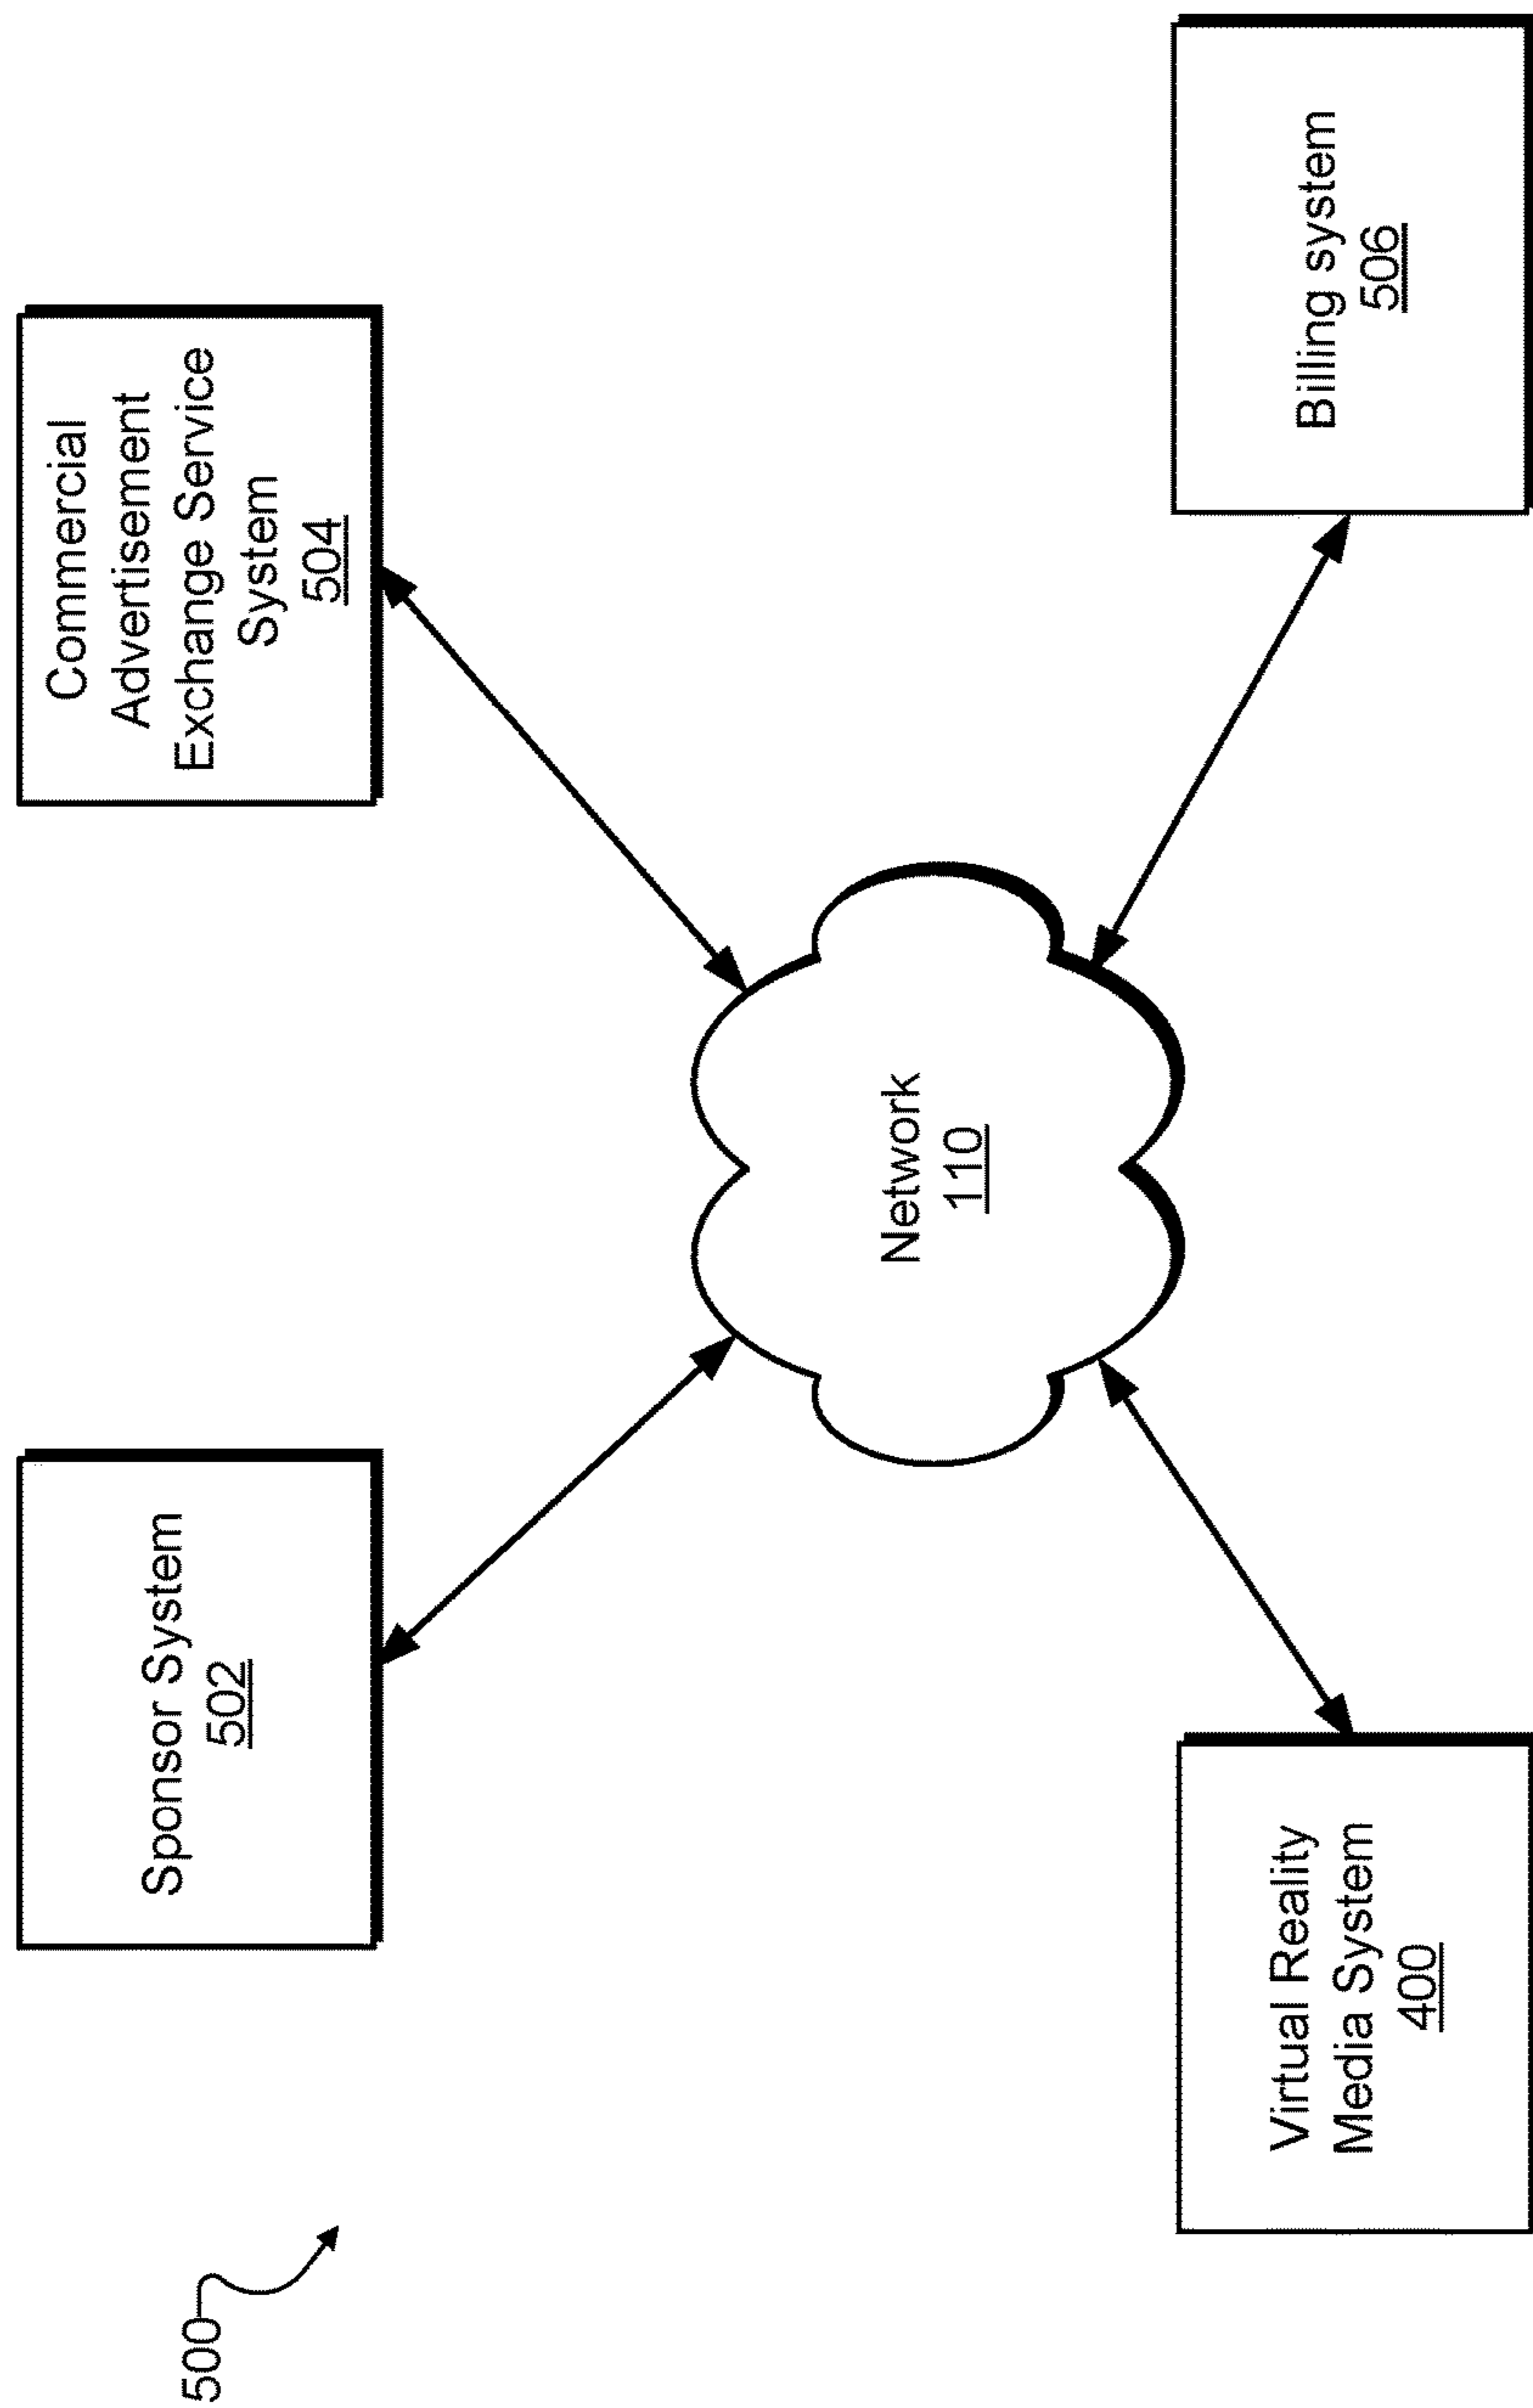 500
Sponsor System
502
Commercial
Advertisement
Exchange Service
System
504
Network
110
Virtual Reality
Media System
400
Billing system
506